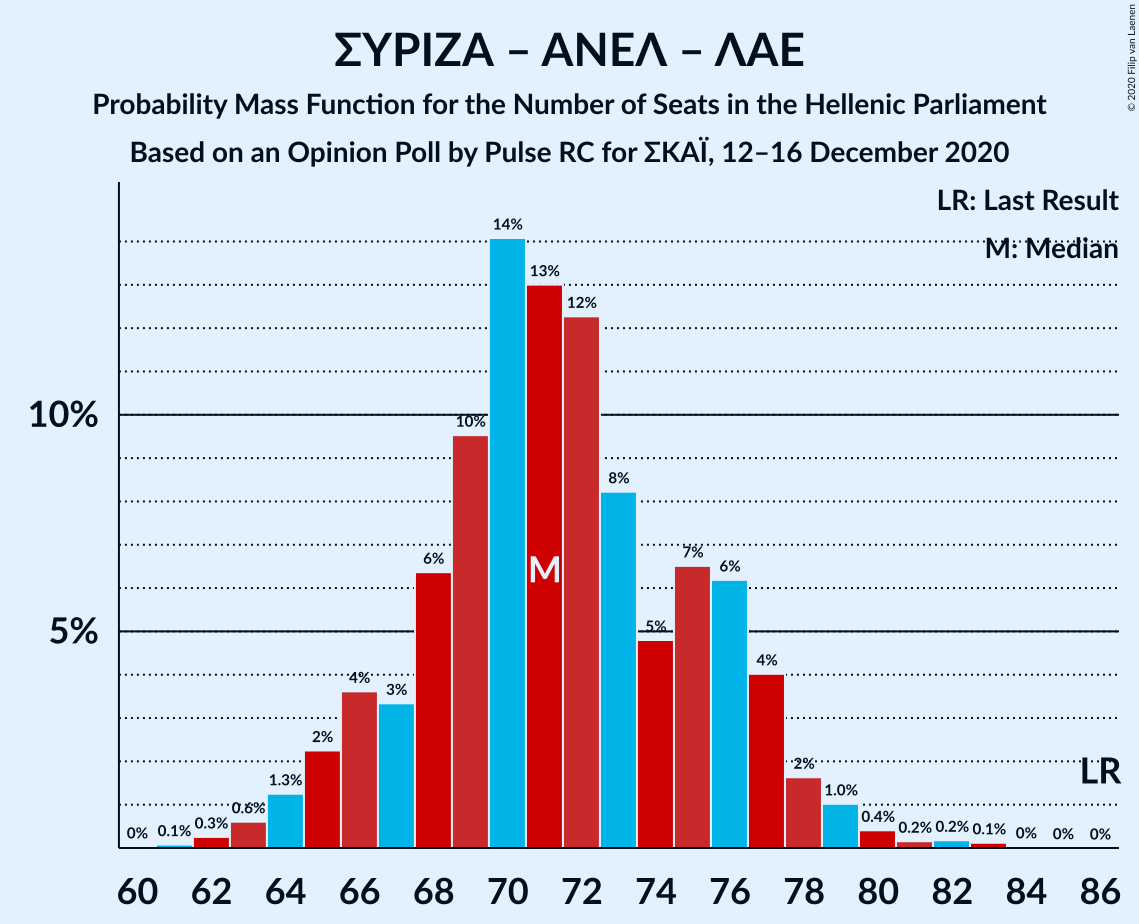 ΣΥΡΙΖΑ – ΑΝΕΛ – ΛΑΕ
Probability Mass Function for the Number of Seats in the Hellenic Parliament
Based on an Opinion Poll by Pulse RC for ΣΚΑΪ, 12–16 December 2020
© 2020 Filip van Laenen
LR: Last Result
M: Median
10%
5%
0% 0.1% 0.3% 0.6% 1.3% 2% 4% 3% 6% 10% 14% 13% 12% 8% 5% 7% 6% 4% 2% 1.0% 0.4% 0.2% 0.2% 0.1% 0% 0% 0%
M
LR
60 62 64 66 68 70 72 74 76 78 80 82 84 86